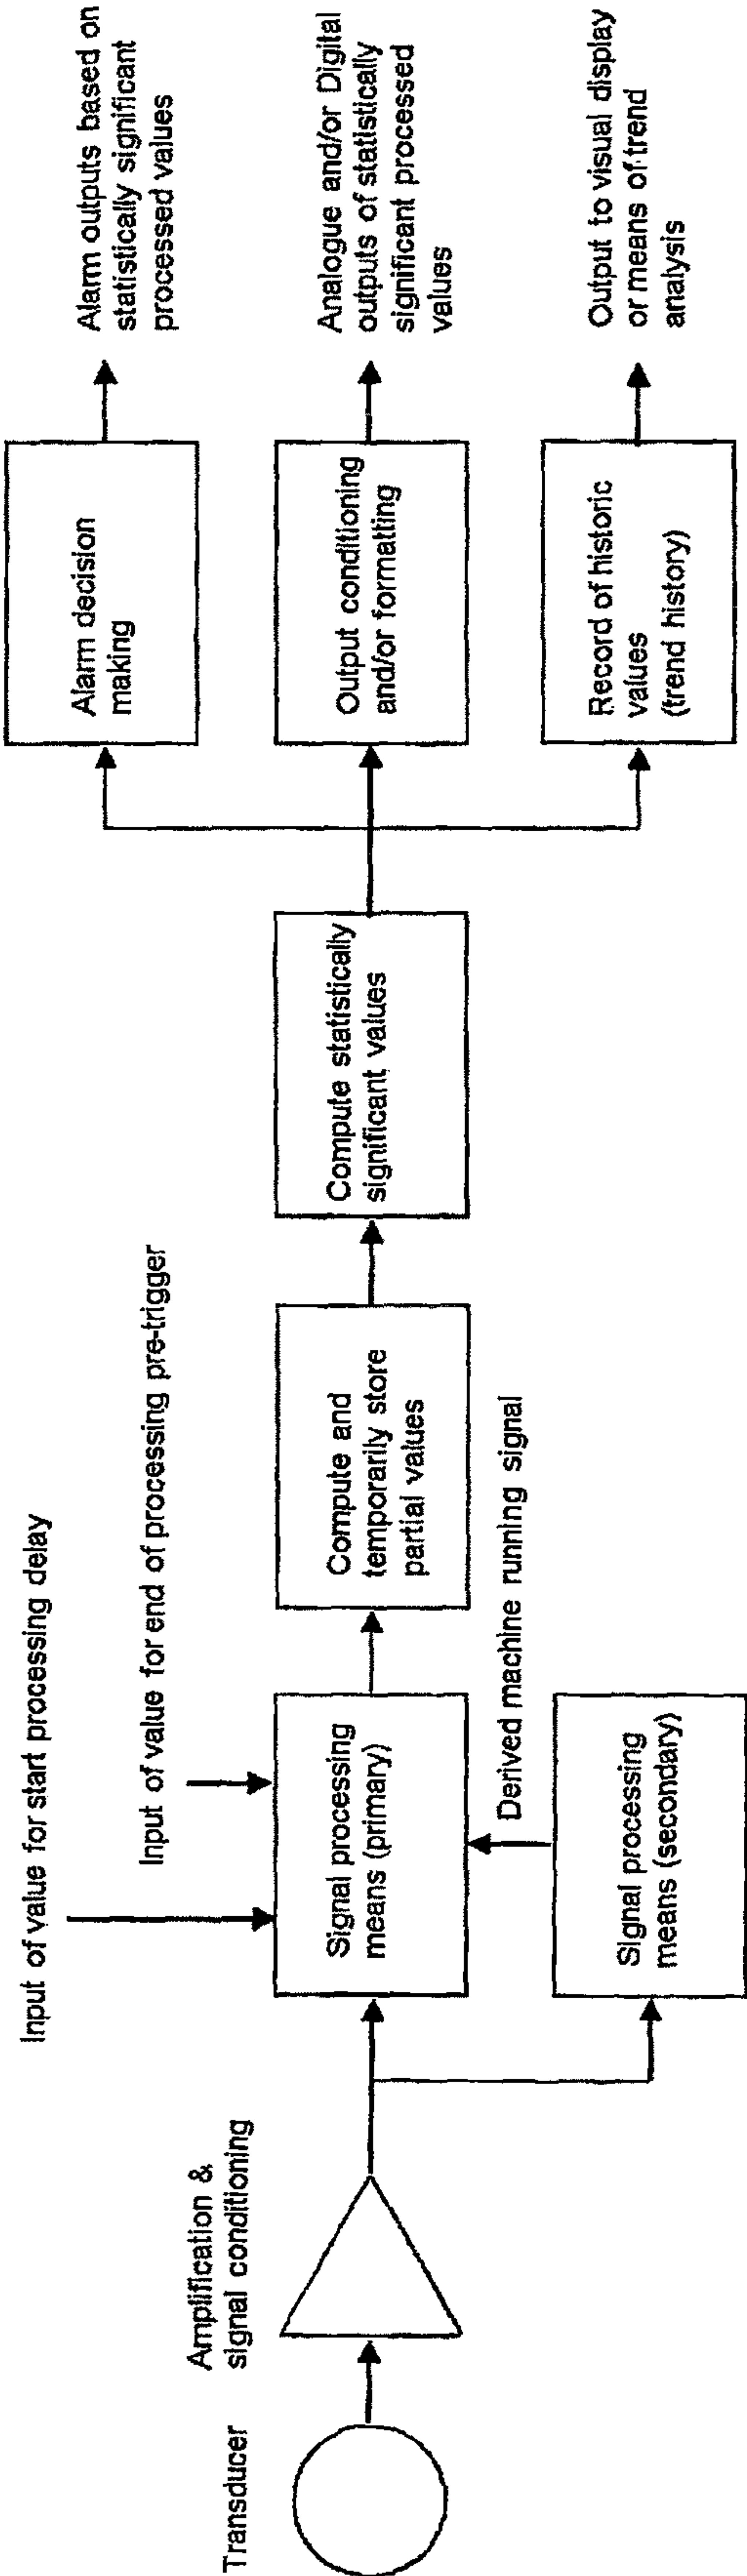 Transducer
Amplification &
signal conditioning
Input of value for start processing delay
Input of value for end of processing pre-trigger
Signal processing
means (primary)
Derived machine running signal
Signal processing
means (secondary)
Compute and
temporarily store
partial values
Compute statistically
significant values
Alarm decision
making
Output conditioning
and/or formatting
Record of historic
values
(trend history)
Alarm outputs based on
statistically significant
processed values
Analogue and/or Digital
outputs of statistically
significant processed
values
Output to visual display
or means of trend
analysis